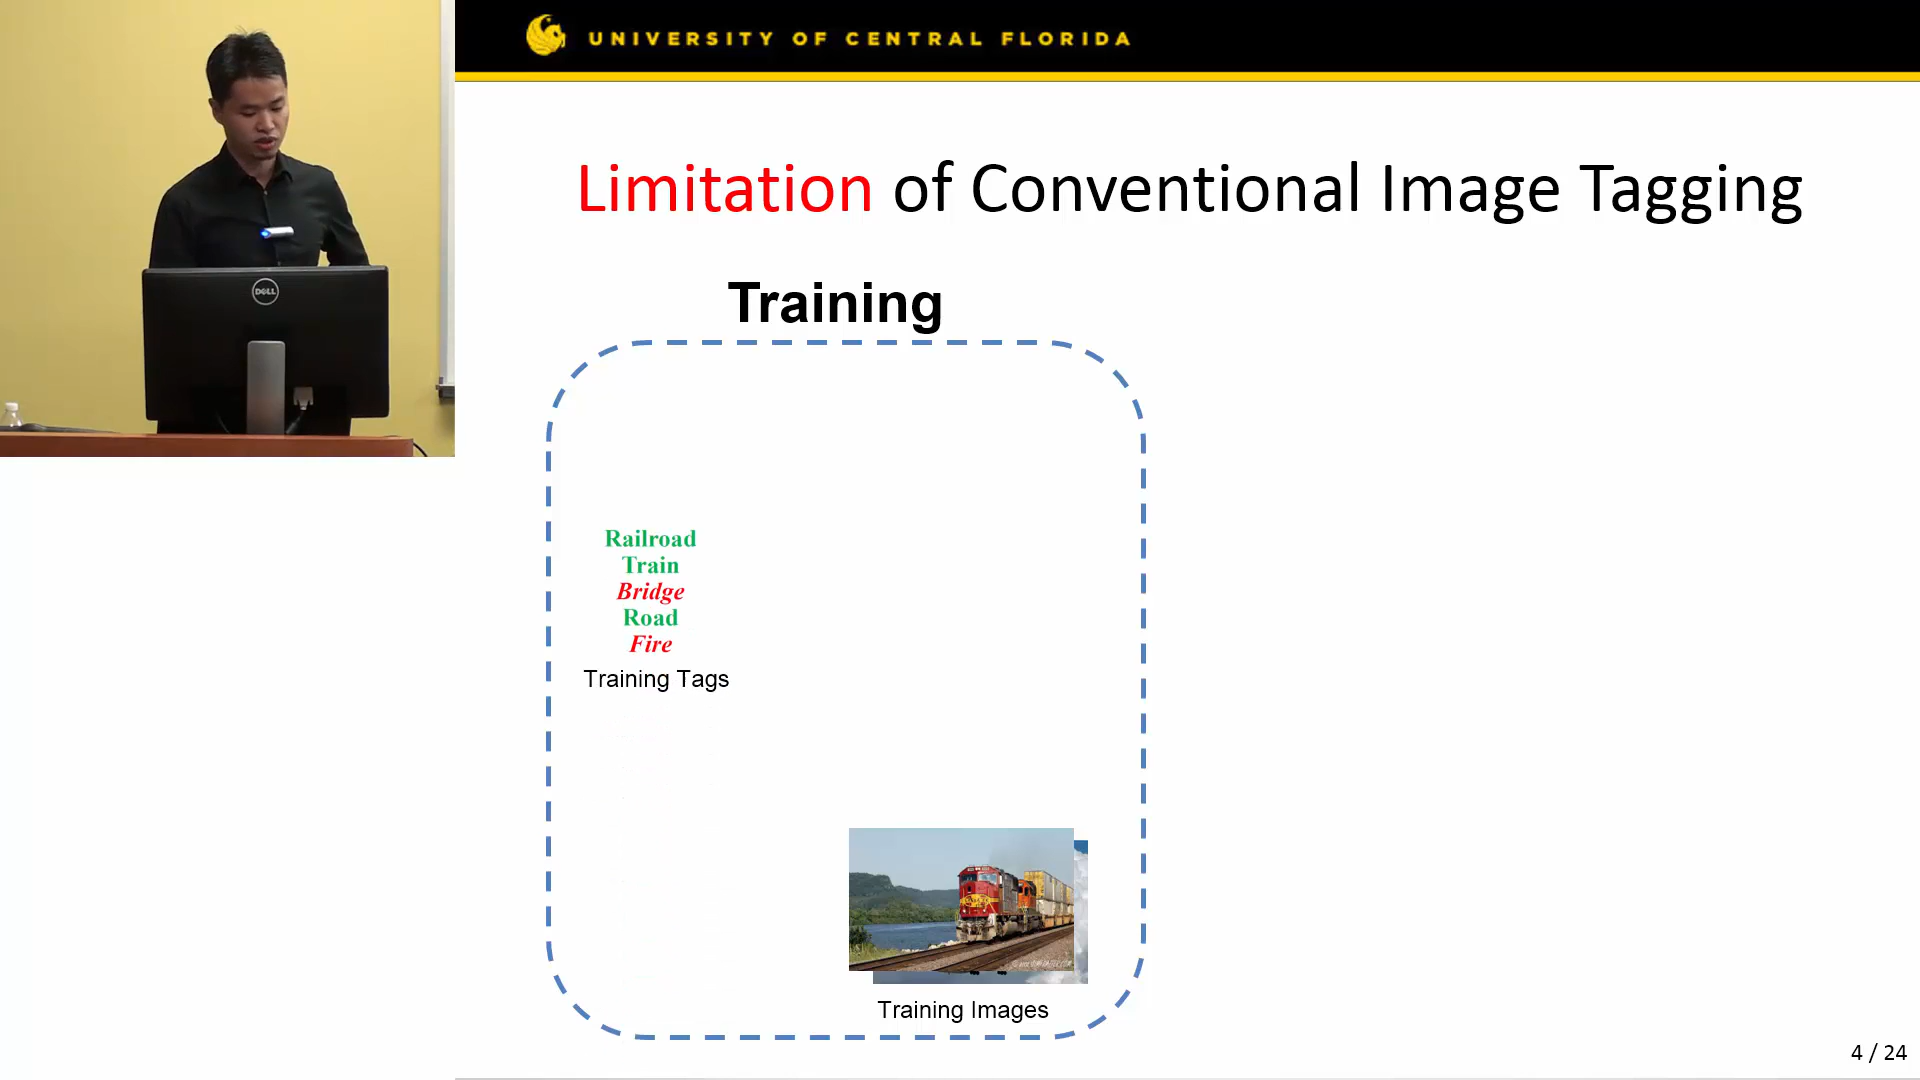 UNIVERSITY OF CENTRAL FLORIDA
Limitation of Conventional Image Tagging
Training
Railroad
Train
Bridge
Road
Fire
Training Tags
Training Images
4 / 24
DELL